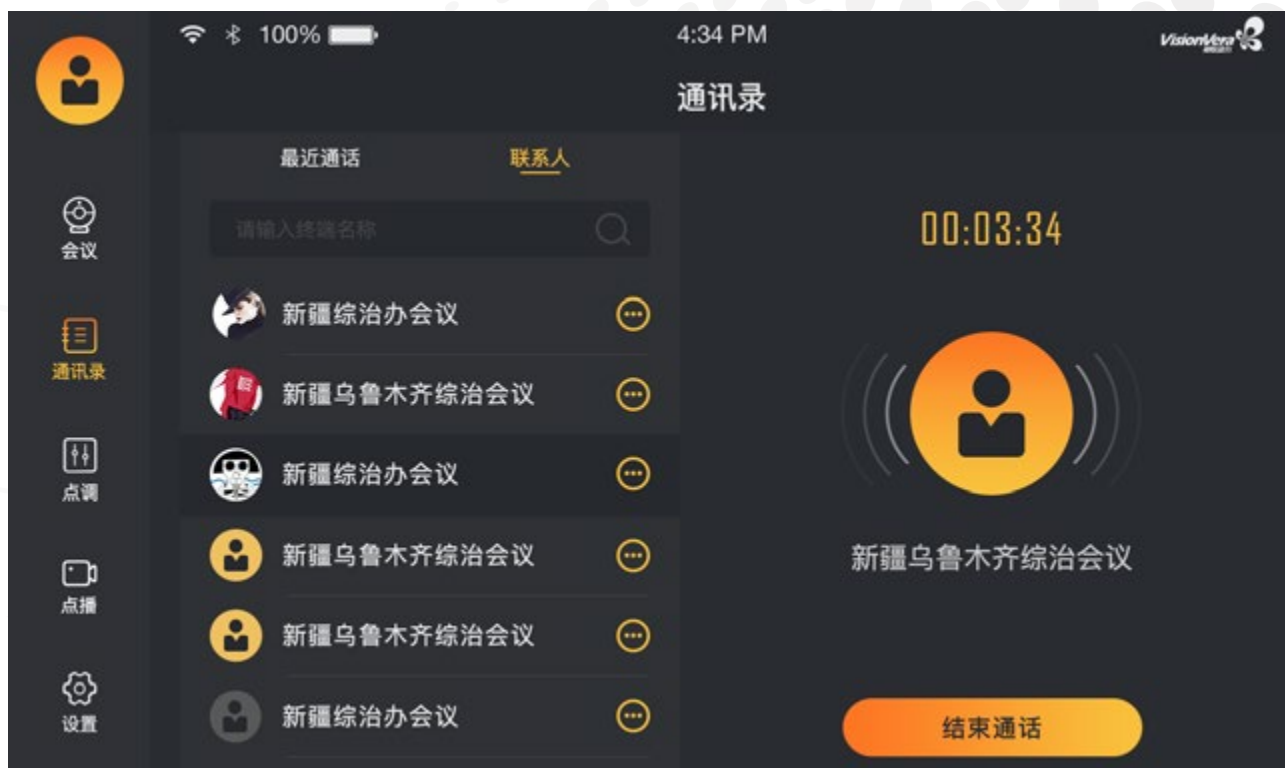 100%
4:34 PM
VisionVera
通讯录
会议
通讯录
点调
点播
设置
最近通话
联系人
请输入终端名称
新疆综治办会议
新疆乌鲁木齐综治会议
新疆综治办会议
新疆乌鲁木齐综治会议
新疆乌鲁木齐综治会议
新疆综治办会议
00:03:34
新疆乌鲁木齐综治会议
结束通话